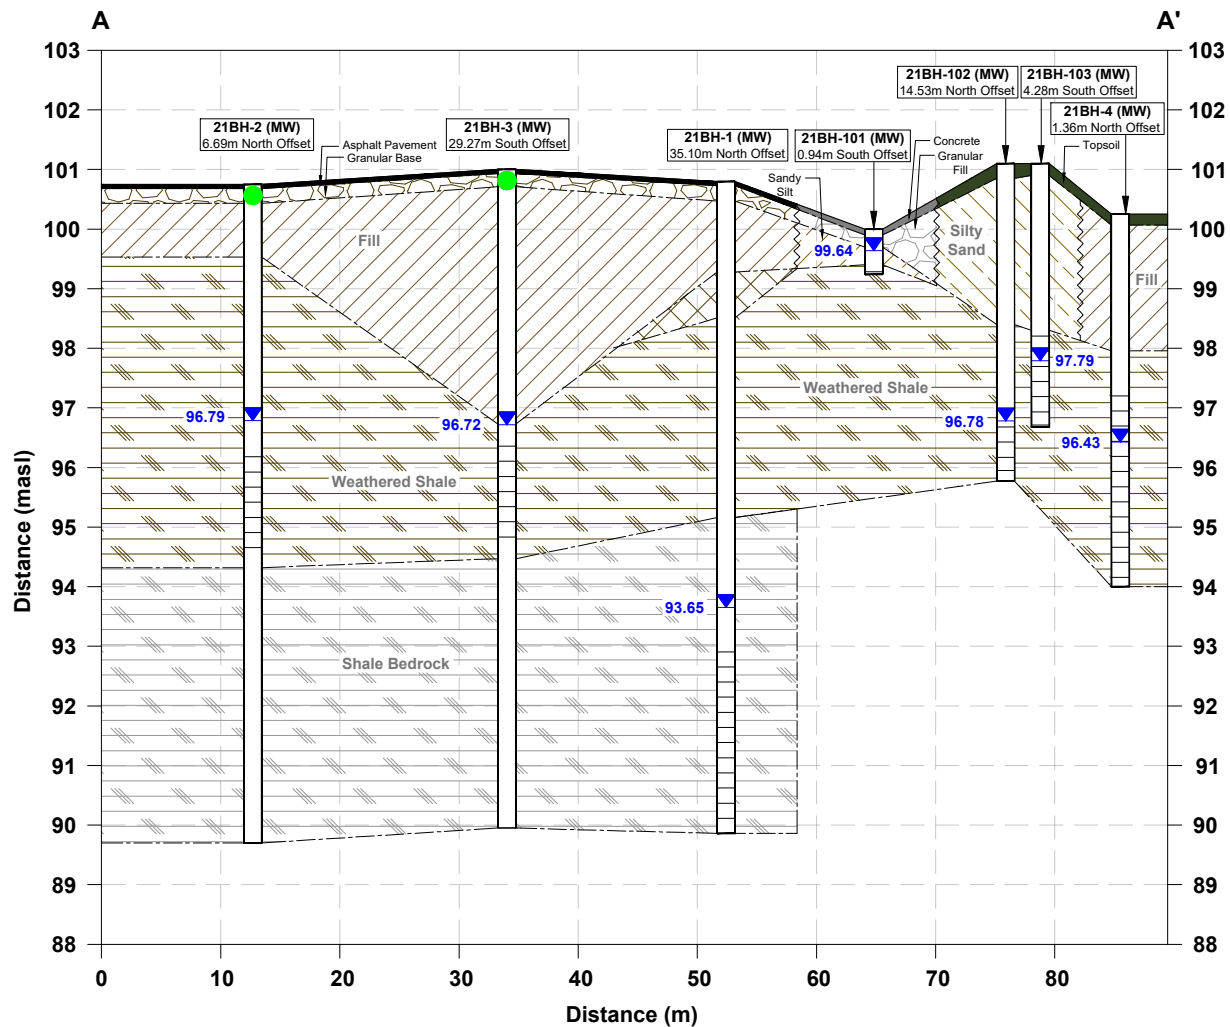 A
A'
103
103
21BH-102 (MW)
14.53m North Offset
21BH-103 (MW)
4.28m South Offset
102
102
21BH-2 (MW)
6.69m North Offset
21BH-3 (MW)
29.27m South Offset
21BH-1 (MW)
35.10m North Offset
21BH-101 (MW)
0.94m South Offset
21BH-4 (MW)
1.36m North Offset
Asphalt Pavement
Granular Base
Concrete
Granular
Fill
Topsoil
Sandy
Silt
101
101
100
100
Fill
99.64
Silty
Sand
Fill
99
99
98
98
97.79
Weathered Shale
97
97
96.79
96.72
96.78
96.43
96
96
Weathered Shale
95
95
94
94
93.65
93
93
Shale Bedrock
92
92
91
91
90
90
89
89
88
88
Distance (masl)
0
10
20
30
40
50
60
70
80
Distance (m)